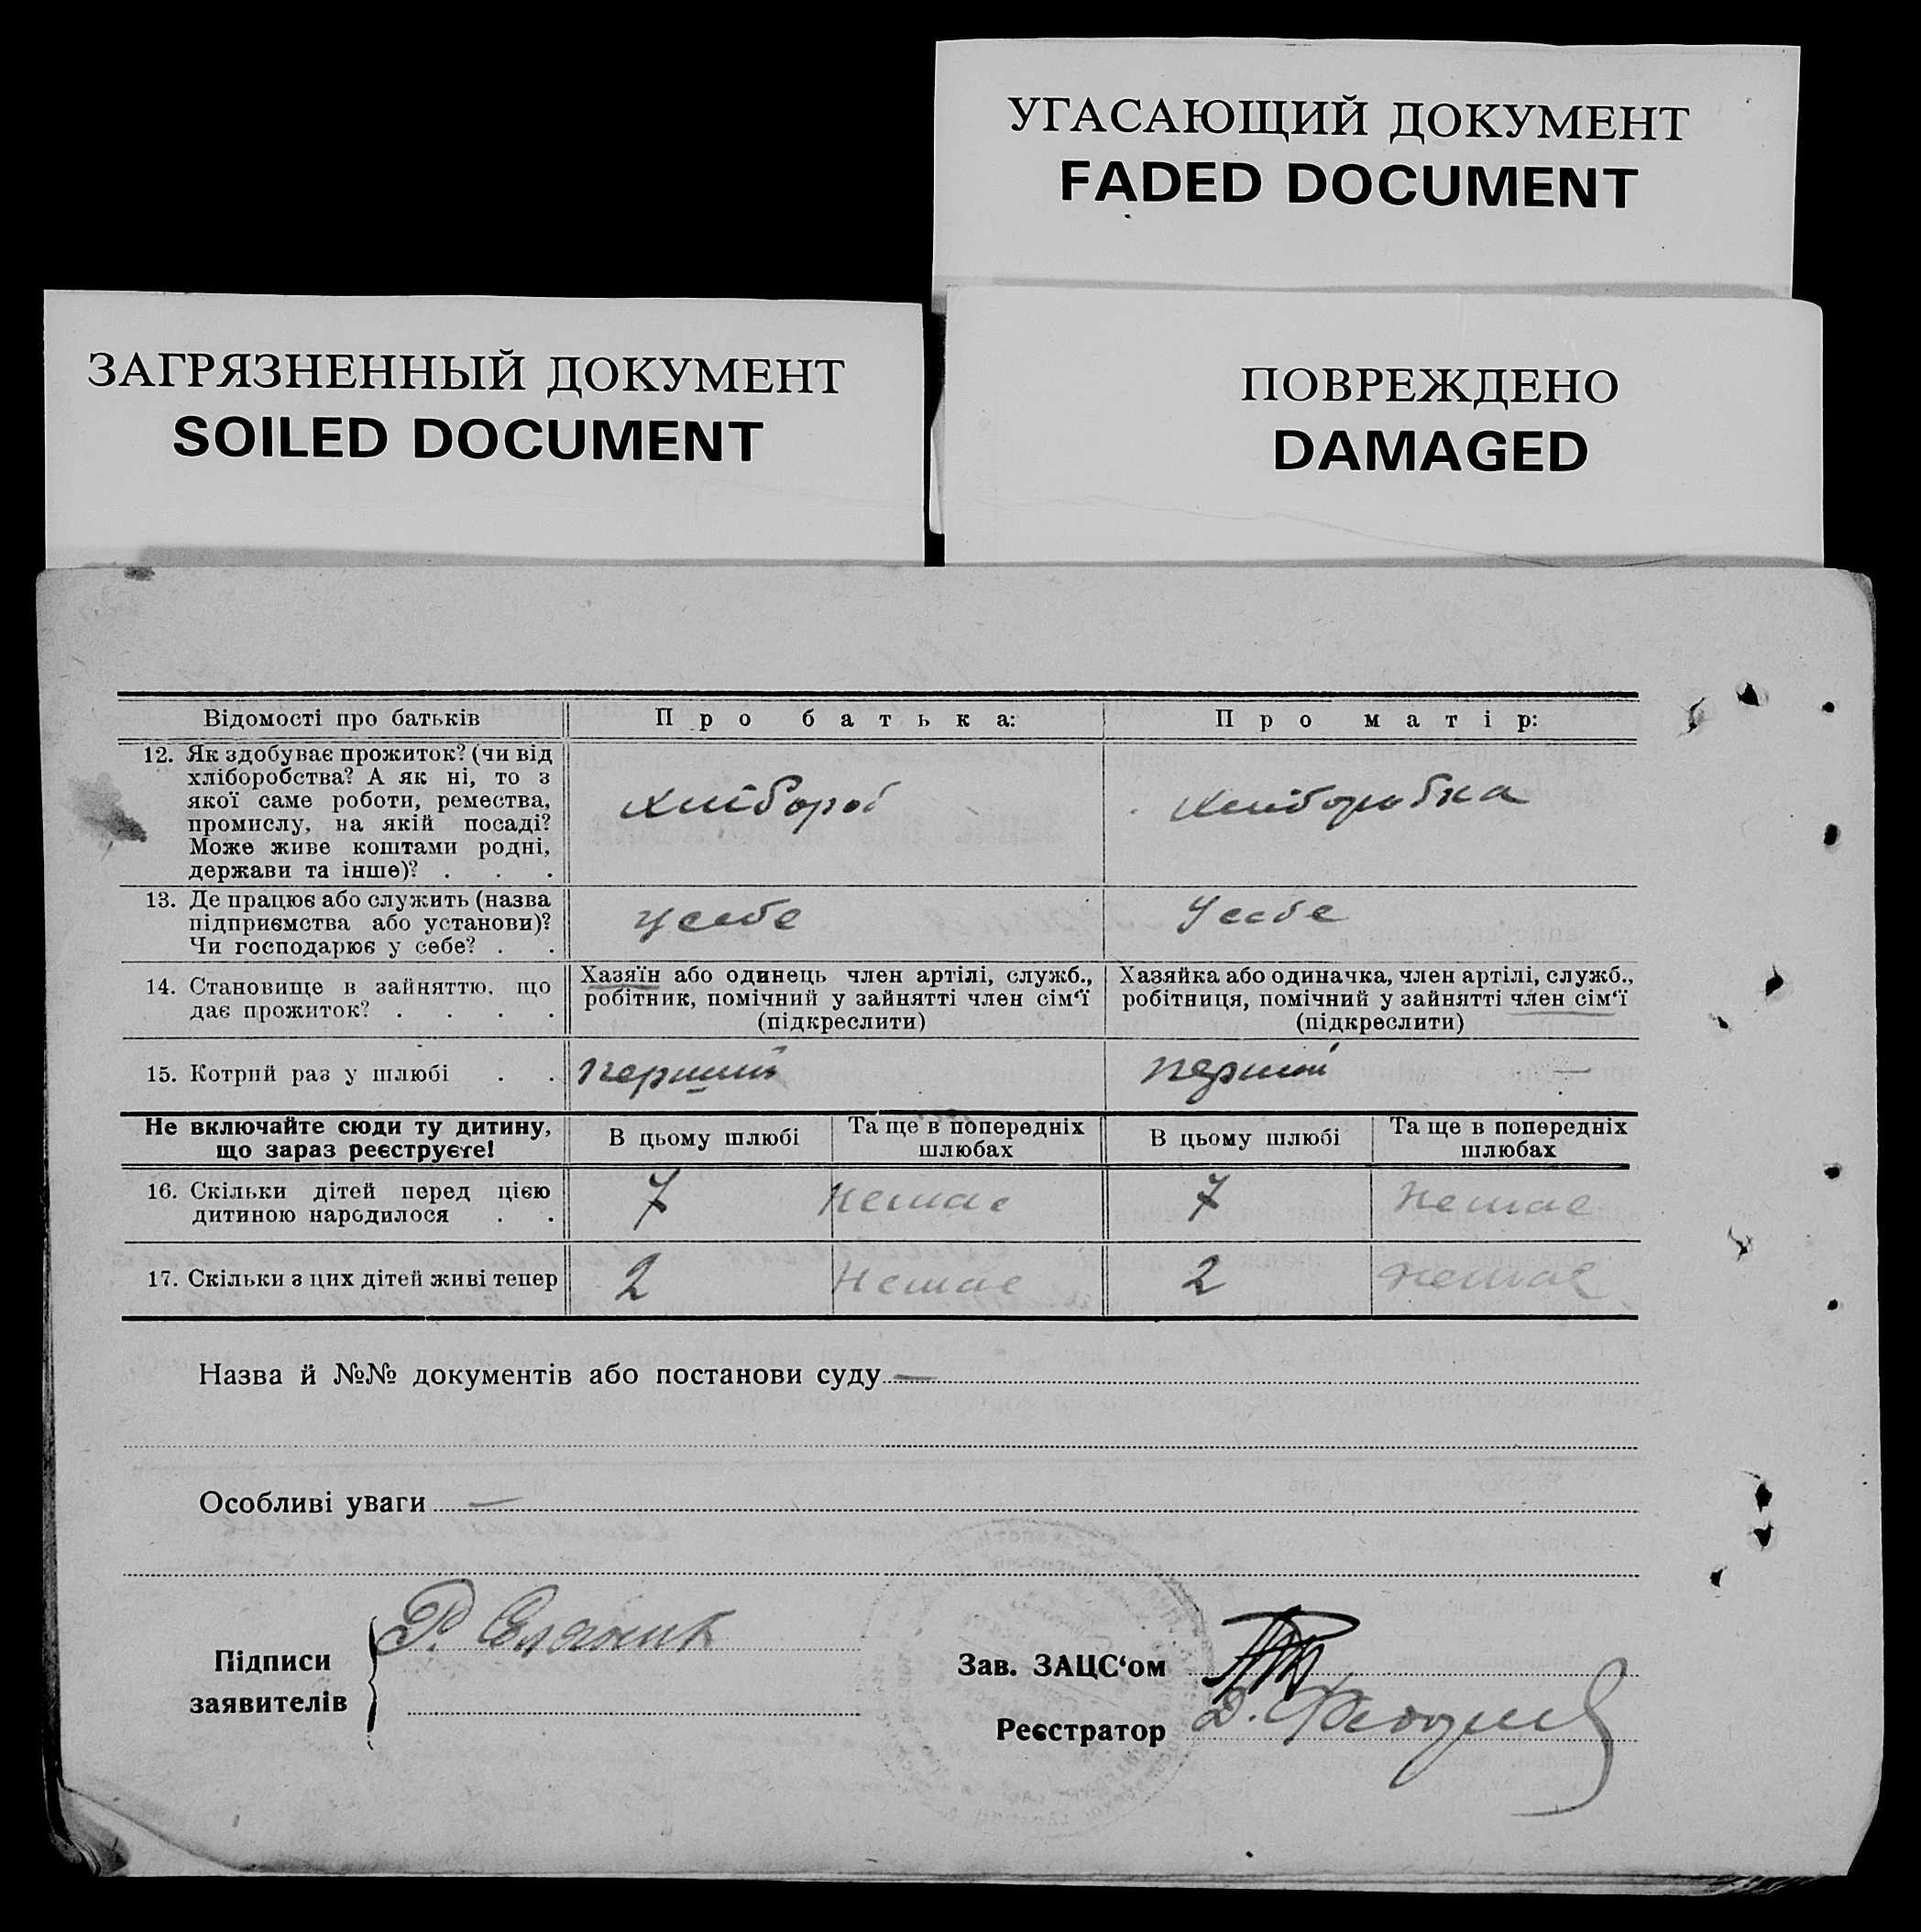 УГАСАЮЩИЙ ДОКУМЕНТ
FADED DOCUMENT
ЗАГРЯЗНЕННЫЙ ДОКУМЕНТ
SOILED DOCUMENT
ПОВРЕЖДЕНО
DAMAGED
Відомості про батьків
Про батька:
Про матір:
12. Як здобуває прожиток? (чи від
хліборобства? А як ні, то з
якої саме роботи, ремества,
промислу, на якій посаді?
Може живе коштами родні,
держави та інше)? . . .
хлібороб
хліборобка
13. Де працює або служить (назва
підприємства або установи)?
Чи господарює у себе? . .
У себе
У себе
14. Становище в зайняттю, що
дає прожиток? . . . .
Хазяїн або одинець член артілі, служб.,
робітник, помічний у зайнятті член сім‘ї
(підкреслити)
Хазяйка або одиначка, член артілі, служб.,
робітниця, помічний у зайнятті член сім‘ї
(підкреслити)
15. Котрий раз у шлюбі . .
перший
перший
Не включайте сюди ту дитину,
що зараз реєструєте!
В цьому шлюбі
Та ще в попередніх
шлюбах
В цьому шлюбі
Та ще в попередніх
шлюбах
16. Скільки дітей перед цією
дитиною народилося . .
7
немає
7
немає
17. Скільки з цих дітей живі тепер
2
Немає
2
немає
Назва й №№ документів або постанови суду —
Особливі уваги —
Підписи
заявителів
Р.
Зав. ЗАЦС‘ом
Реєстратор
Д.